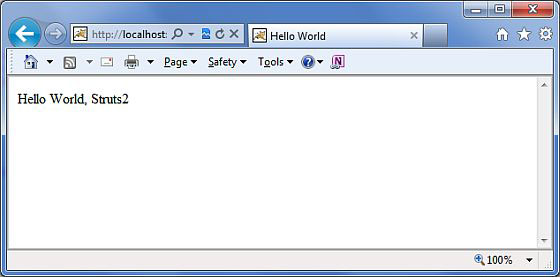 http://localhost:
Hello World
Page
Safety
Tools
Hello World, Struts2
100%